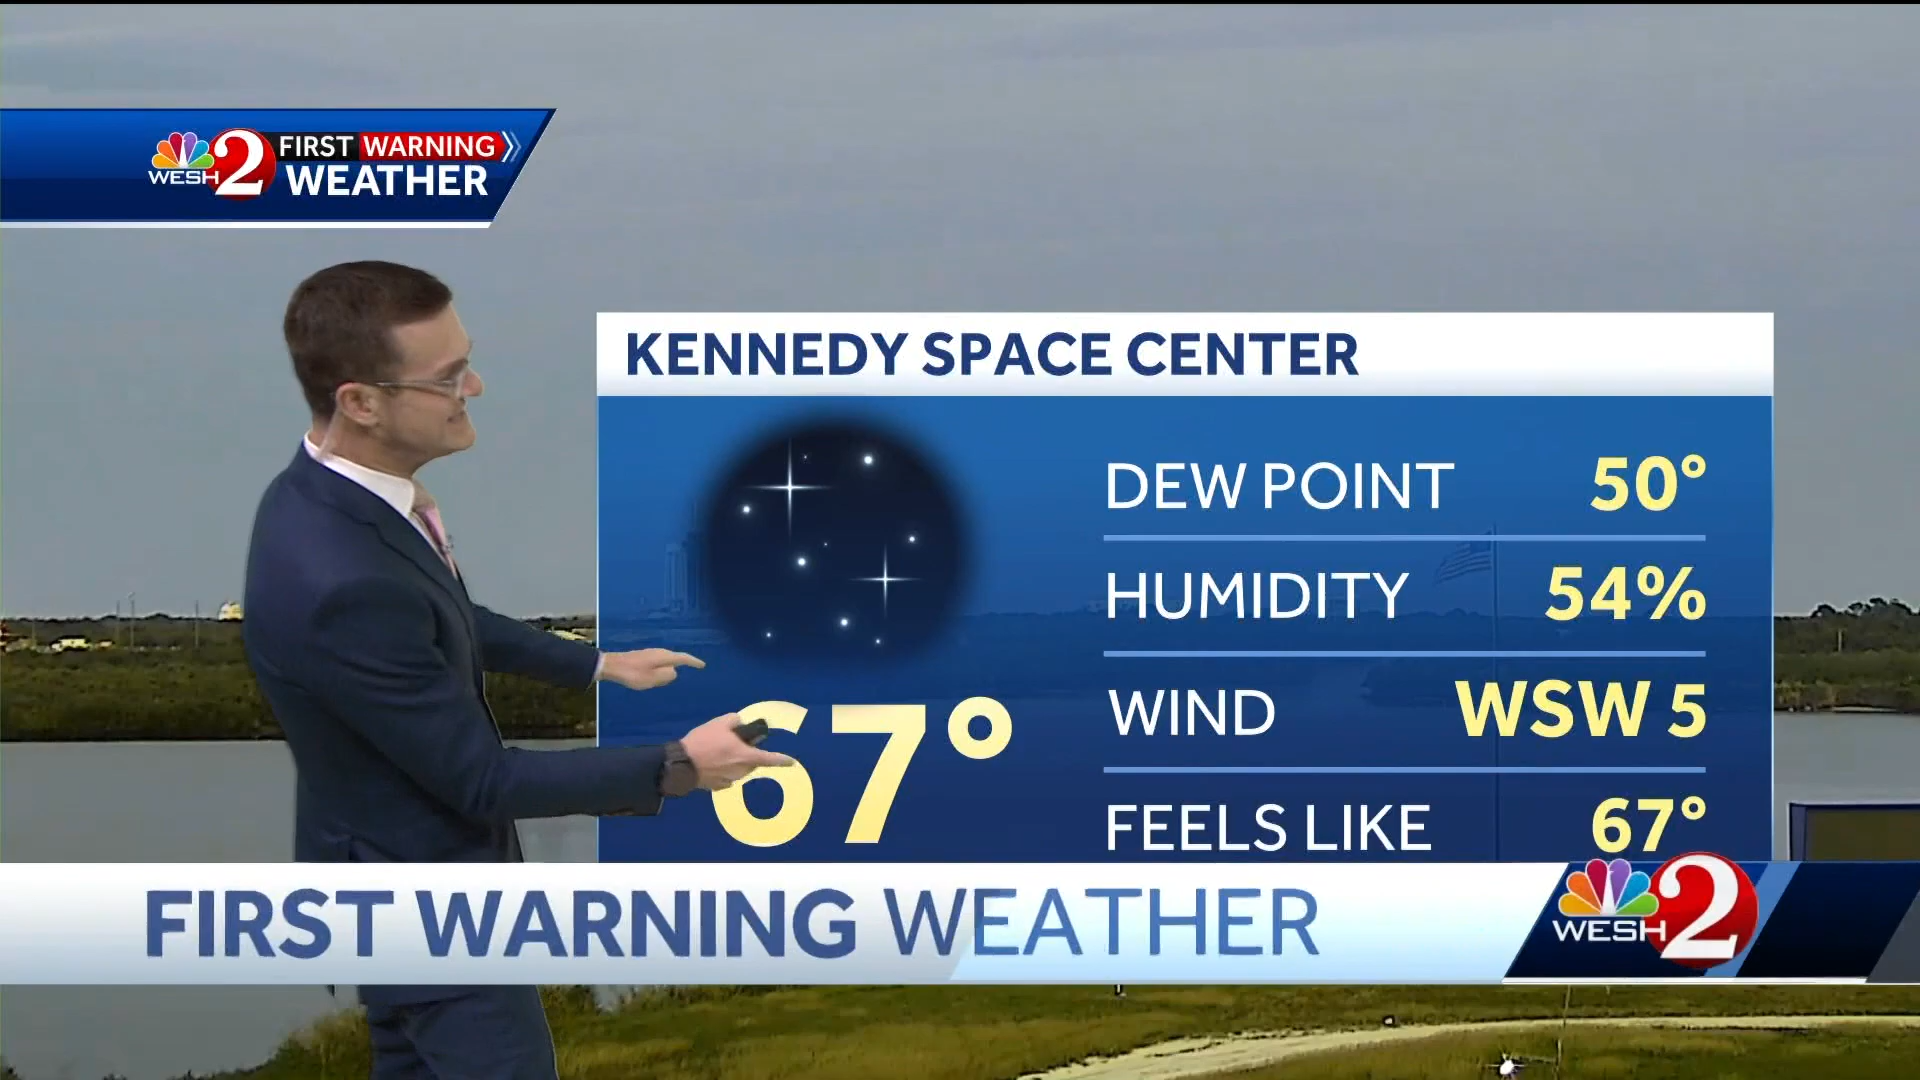 WESH 2 FIRST WARNING
WEATHER
KENNEDY SPACE CENTER
DEW POINT 50°
HUMIDITY 54%
WIND WSW 5
67°
FEELS LIKE 67°
FIRST WARNING WEATHER
WESH 2